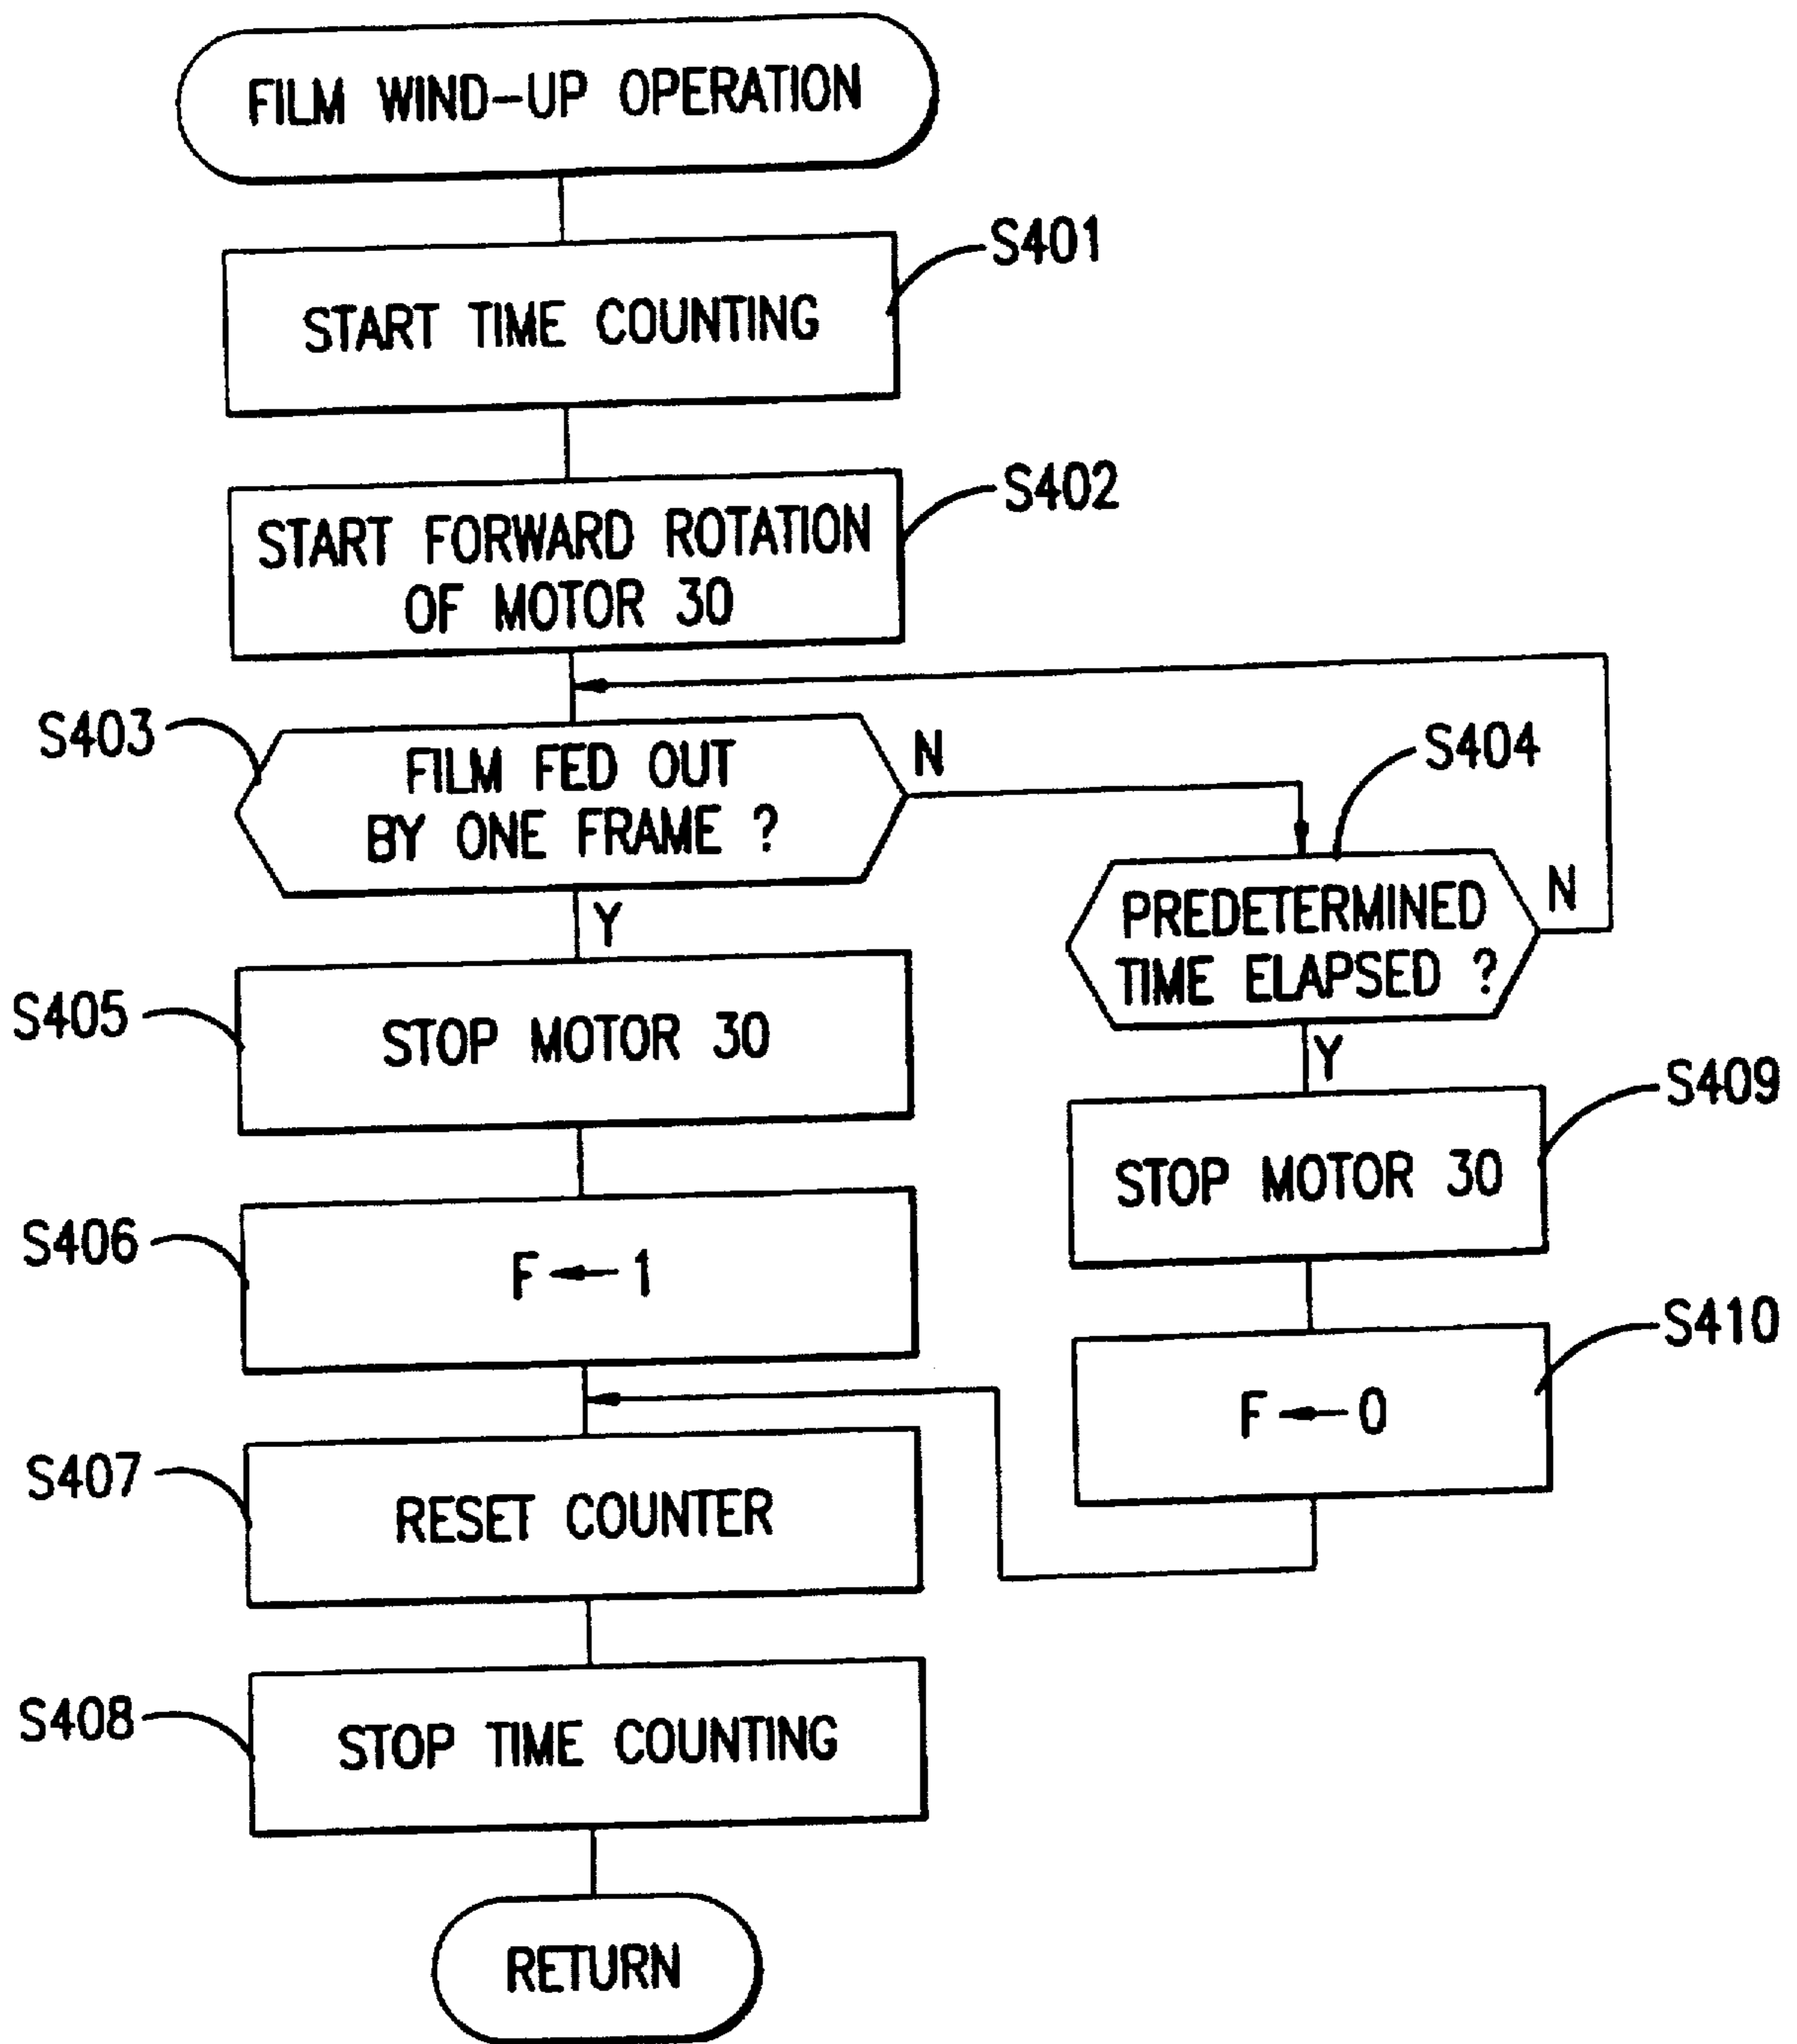 FILM WIND-UP OPERATION
S401
START TIME COUNTING
S402
START FORWARD ROTATION
OF MOTOR 30
S403
FILM FED OUT
BY ONE FRAME ?
N
Y
S404
PREDETERMINED
TIME ELAPSED ?
N
Y
S405
STOP MOTOR 30
S409
STOP MOTOR 30
S406
F ← 1
S410
F ← 0
S407
RESET COUNTER
S408
STOP TIME COUNTING
RETURN